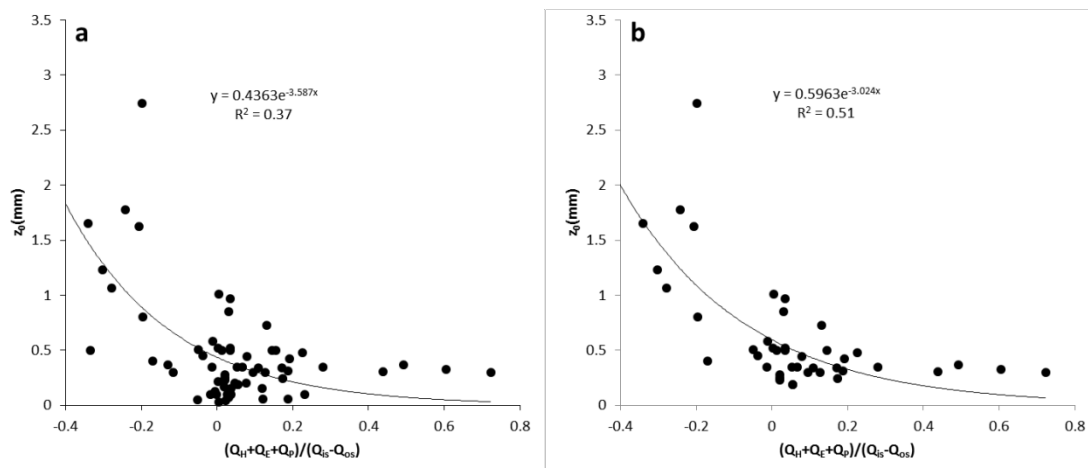 a
y = 0.4363e^-3.587x
R² = 0.37
z₀(mm)
3.5
3
2.5
2
1.5
1
0.5
0
-0.4 -0.2 0 0.2 0.4 0.6 0.8
(Q_H+Q_E+Q_P)/(Q_is-Q_os)
b
y = 0.5963e^-3.024x
R² = 0.51
z₀(mm)
3.5
3
2.5
2
1.5
1
0.5
0
-0.4 -0.2 0 0.2 0.4 0.6 0.8
(Q_H+Q_E+Q_P)/(Q_is-Q_os)